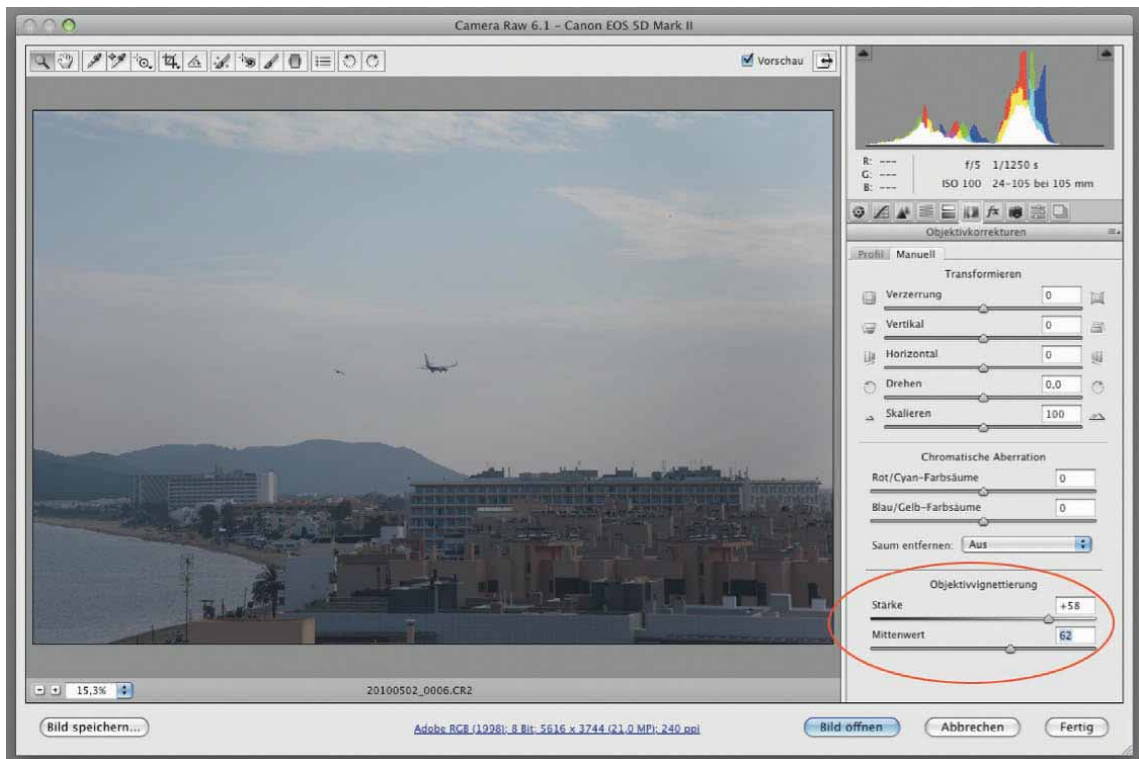 Camera Raw 6.1 – Canon EOS 5D Mark II
Vorschau
R: ---
G: ---
B: ---
f/5 1/1250 s
ISO 100 24-105 bei 105 mm
Objektivkorrekturen
Profil Manuell
Transformieren
Verzerrung 0
Vertikal 0
Horizontal 0
Drehen 0,0
Skalieren 100
Chromatische Aberration
Rot/Cyan-Farbsäume 0
Blau/Gelb-Farbsäume 0
Saum entfernen: Aus
Objektivvignettierung
Stärke +58
Mittenwert 62
15,3%
20100502_0006.CR2
Bild speichern...
Adobe RGB (1998); 8 Bit; 5616 x 3744 (21,0 MP); 240 ppi
Bild öffnen
Abbrechen
Fertig